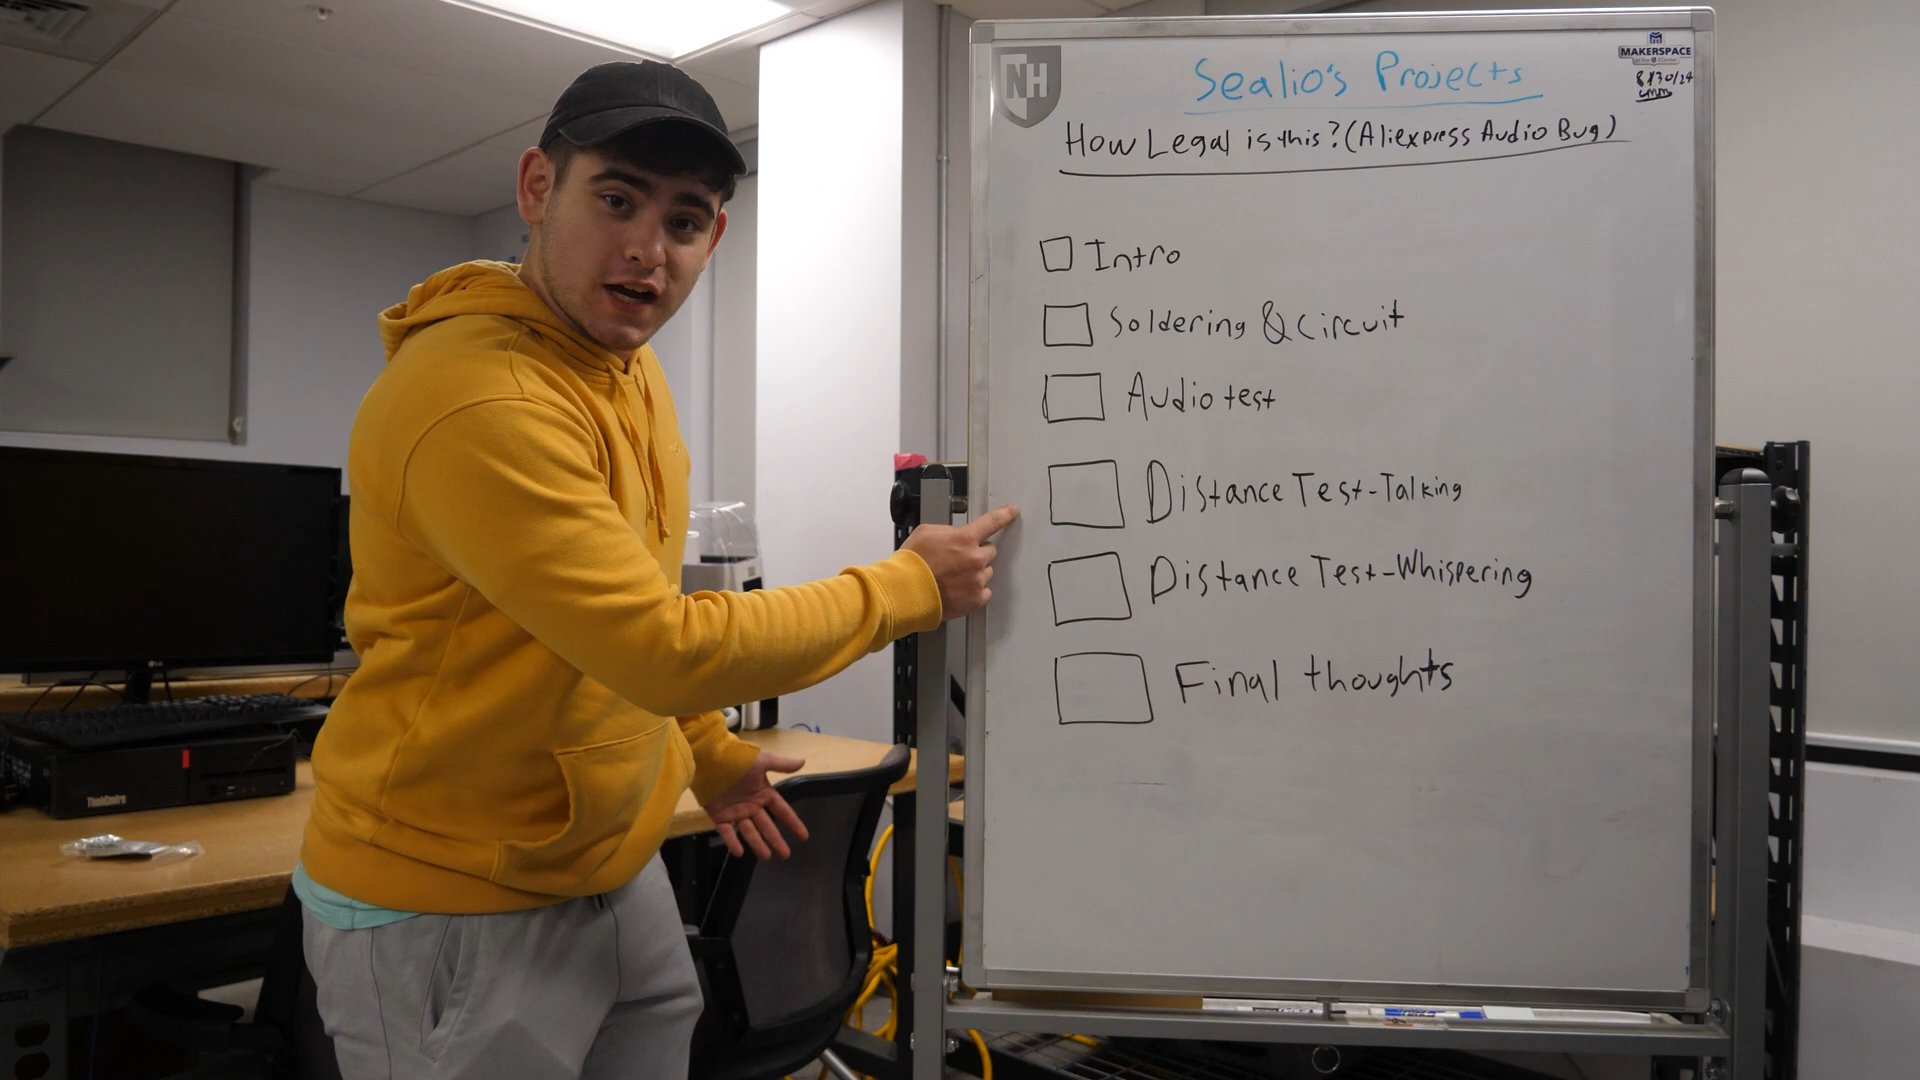 Sealio's Projects
MAKERSPACE
8/30/24
NH
How Legal is this? (Aliexpress Audio Bug)
Intro
Soldering & Circuit
Audio test
Distance Test-Talking
Distance Test-Whispering
Final thoughts
LG
ThinkCentre